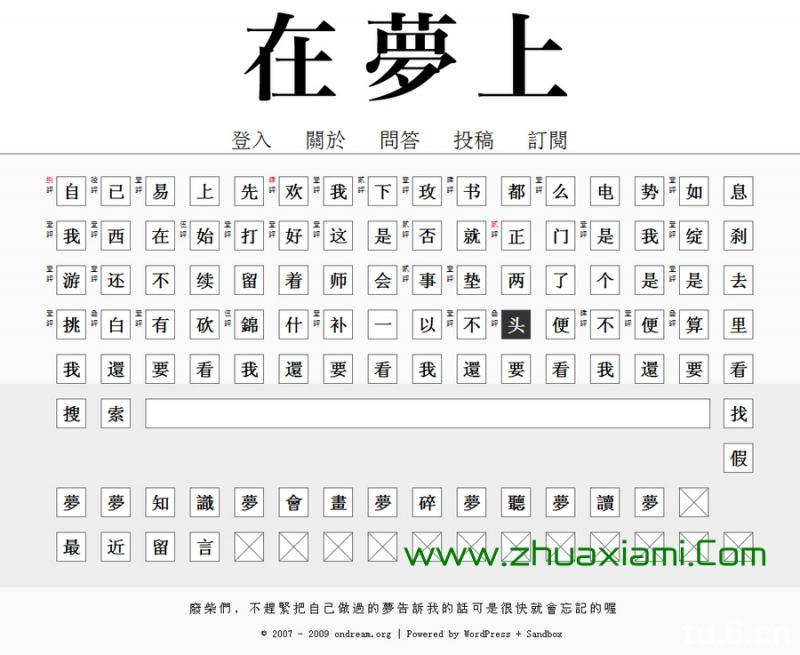 在夢上
登入 關於 問答 投稿 訂閱
自 已 易 上 先 欢 我 下 玫 书 都 么 电 势 如 息
我 西 在 始 打 好 这 是 否 就 正 门 是 我 绽 刹
游 还 不 续 留 着 师 会 事 垫 两 了 个 是 是 去
挑 白 有 砍 錦 什 补 一 以 不 头 便 不 便 算 里
我 還 要 看 我 還 要 看 我 還 要 看 我 還 要 看
搜 索 找
假
夢 夢 知 識 夢 會 畫 夢 碎 夢 聽 夢 讀 夢
最 近 留 言
www.zhuaxiami.Com
廢柴們，不趕緊把自己做過的夢告訴我的話可是很快就會忘記的喔
© 2007 - 2009 ondream.org | Powered by WordPress + Sandbox
tu.6.cn